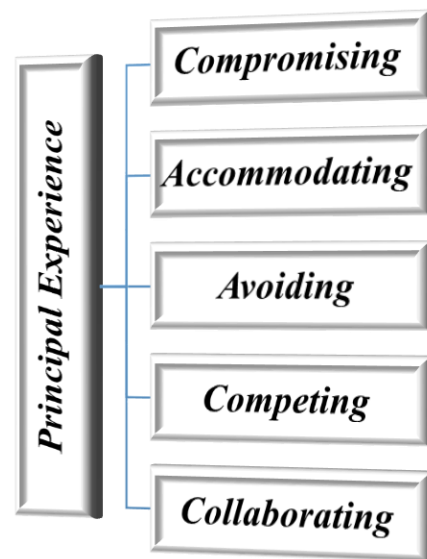 Principal Experience
Compromising
Accommodating
Avoiding
Competing
Collaborating